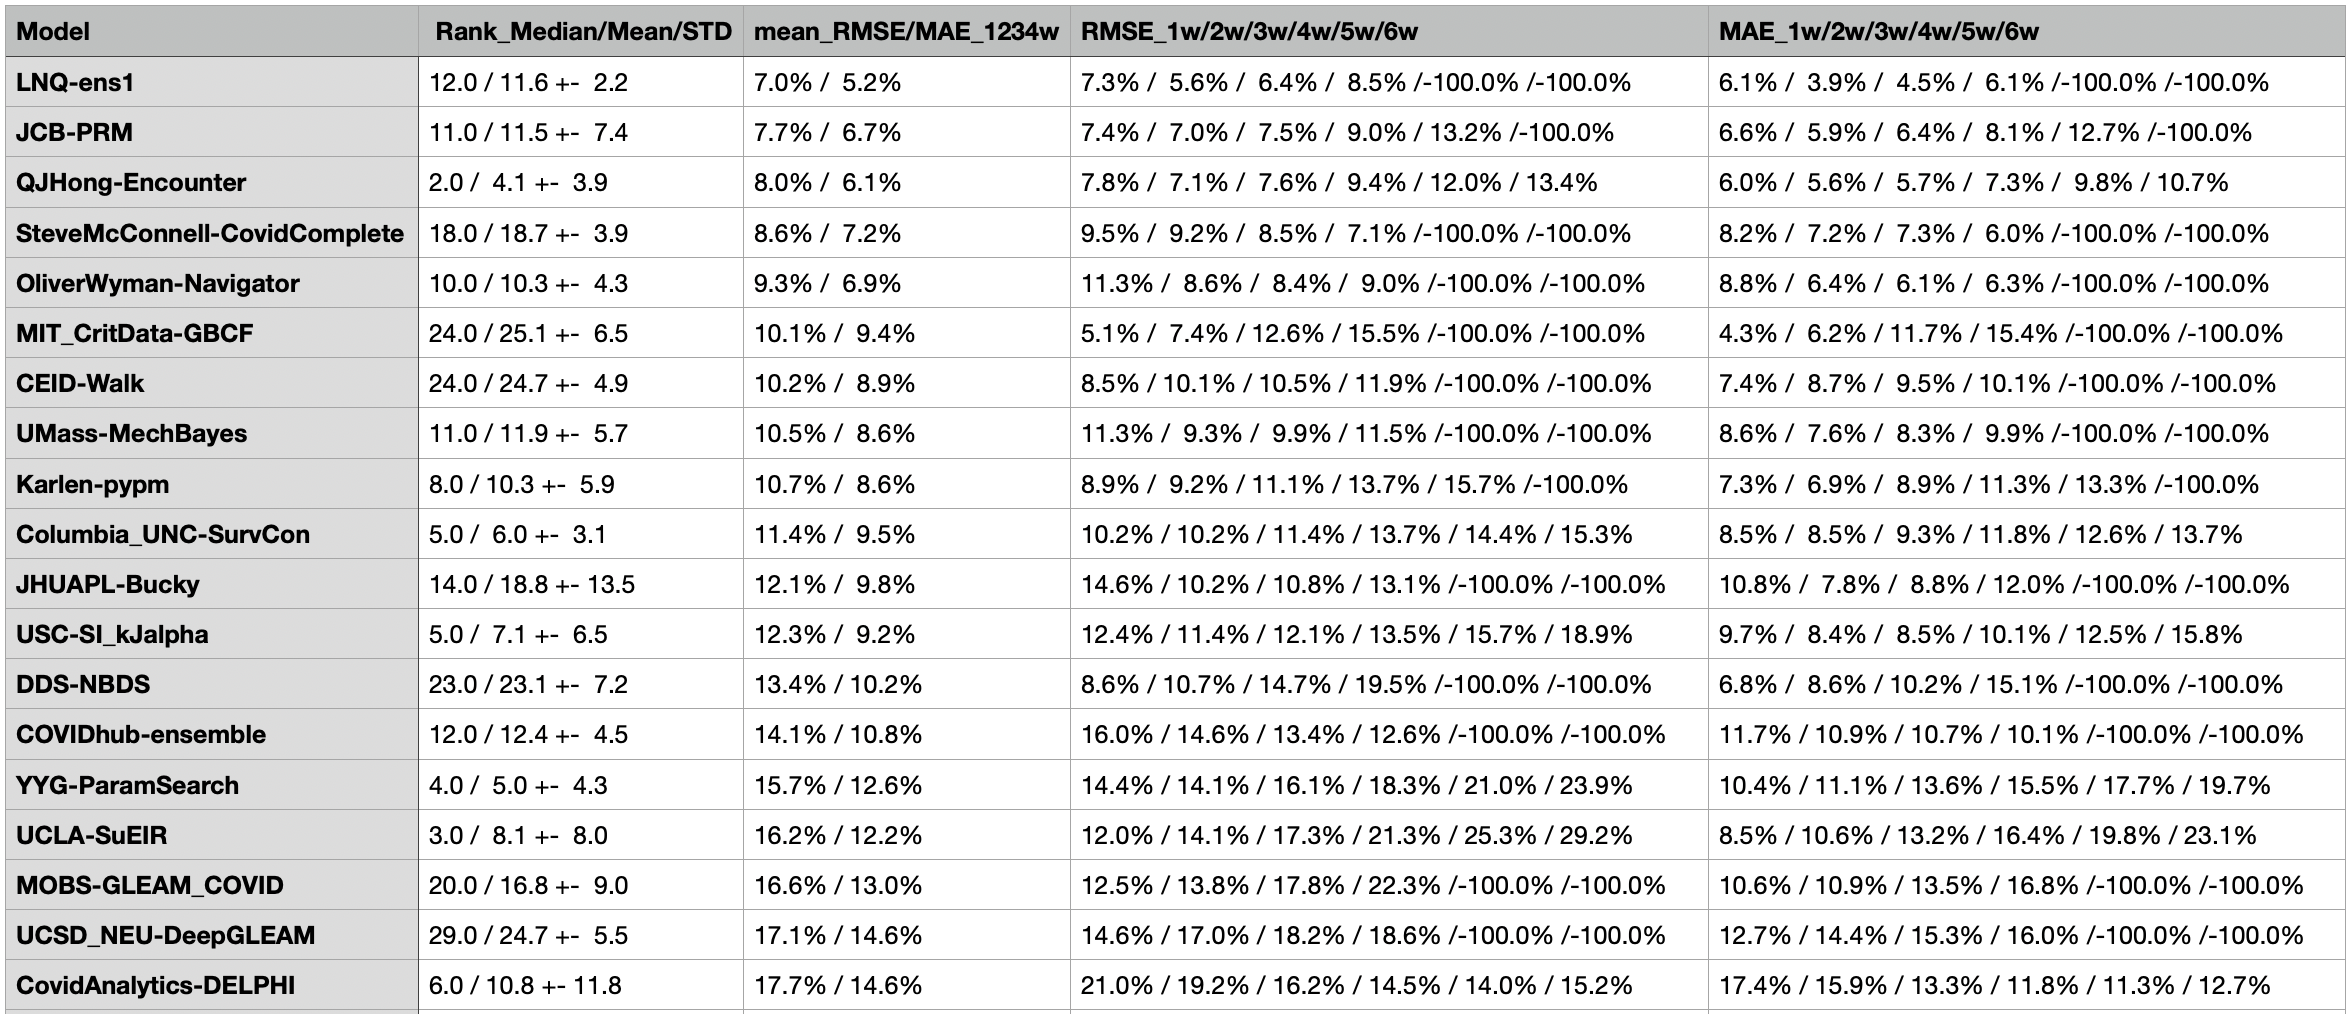 Model Rank_Median/Mean/STD mean_RMSE/MAE_1234w RMSE_1w/2w/3w/4w/5w/6w MAE_1w/2w/3w/4w/5w/6w
LNQ-ens1 12.0 / 11.6 +- 2.2 7.0% / 5.2% 7.3% / 5.6% / 6.4% / 8.5% /-100.0% /-100.0% 6.1% / 3.9% / 4.5% / 6.1% /-100.0% /-100.0%
JCB-PRM 11.0 / 11.5 +- 7.4 7.7% / 6.7% 7.4% / 7.0% / 7.5% / 9.0% / 13.2% /-100.0% 6.6% / 5.9% / 6.4% / 8.1% / 12.7% /-100.0%
QJHong-Encounter 2.0 / 4.1 +- 3.9 8.0% / 6.1% 7.8% / 7.1% / 7.6% / 9.4% / 12.0% / 13.4% 6.0% / 5.6% / 5.7% / 7.3% / 9.8% / 10.7%
SteveMcConnell-CovidComplete 18.0 / 18.7 +- 3.9 8.6% / 7.2% 9.5% / 9.2% / 8.5% / 7.1% /-100.0% /-100.0% 8.2% / 7.2% / 7.3% / 6.0% /-100.0% /-100.0%
OliverWyman-Navigator 10.0 / 10.3 +- 4.3 9.3% / 6.9% 11.3% / 8.6% / 8.4% / 9.0% /-100.0% /-100.0% 8.8% / 6.4% / 6.1% / 6.3% /-100.0% /-100.0%
MIT_CritData-GBCF 24.0 / 25.1 +- 6.5 10.1% / 9.4% 5.1% / 7.4% / 12.6% / 15.5% /-100.0% /-100.0% 4.3% / 6.2% / 11.7% / 15.4% /-100.0% /-100.0%
CEID-Walk 24.0 / 24.7 +- 4.9 10.2% / 8.9% 8.5% / 10.1% / 10.5% / 11.9% /-100.0% /-100.0% 7.4% / 8.7% / 9.5% / 10.1% /-100.0% /-100.0%
UMass-MechBayes 11.0 / 11.9 +- 5.7 10.5% / 8.6% 11.3% / 9.3% / 9.9% / 11.5% /-100.0% /-100.0% 8.6% / 7.6% / 8.3% / 9.9% /-100.0% /-100.0%
Karlen-pypm 8.0 / 10.3 +- 5.9 10.7% / 8.6% 8.9% / 9.2% / 11.1% / 13.7% / 15.7% /-100.0% 7.3% / 6.9% / 8.9% / 11.3% / 13.3% /-100.0%
Columbia_UNC-SurvCon 5.0 / 6.0 +- 3.1 11.4% / 9.5% 10.2% / 10.2% / 11.4% / 13.7% / 14.4% / 15.3% 8.5% / 8.5% / 9.3% / 11.8% / 12.6% / 13.7%
JHUAPL-Bucky 14.0 / 18.8 +- 13.5 12.1% / 9.8% 14.6% / 10.2% / 10.8% / 13.1% /-100.0% /-100.0% 10.8% / 7.8% / 8.8% / 12.0% /-100.0% /-100.0%
USC-SI_kJalpha 5.0 / 7.1 +- 6.5 12.3% / 9.2% 12.4% / 11.4% / 12.1% / 13.5% / 15.7% / 18.9% 9.7% / 8.4% / 8.5% / 10.1% / 12.5% / 15.8%
DDS-NBDS 23.0 / 23.1 +- 7.2 13.4% / 10.2% 8.6% / 10.7% / 14.7% / 19.5% /-100.0% /-100.0% 6.8% / 8.6% / 10.2% / 15.1% /-100.0% /-100.0%
COVIDhub-ensemble 12.0 / 12.4 +- 4.5 14.1% / 10.8% 16.0% / 14.6% / 13.4% / 12.6% /-100.0% /-100.0% 11.7% / 10.9% / 10.7% / 10.1% /-100.0% /-100.0%
YYG-ParamSearch 4.0 / 5.0 +- 4.3 15.7% / 12.6% 14.4% / 14.1% / 16.1% / 18.3% / 21.0% / 23.9% 10.4% / 11.1% / 13.6% / 15.5% / 17.7% / 19.7%
UCLA-SuEIR 3.0 / 8.1 +- 8.0 16.2% / 12.2% 12.0% / 14.1% / 17.3% / 21.3% / 25.3% / 29.2% 8.5% / 10.6% / 13.2% / 16.4% / 19.8% / 23.1%
MOBS-GLEAM_COVID 20.0 / 16.8 +- 9.0 16.6% / 13.0% 12.5% / 13.8% / 17.8% / 22.3% /-100.0% /-100.0% 10.6% / 10.9% / 13.5% / 16.8% /-100.0% /-100.0%
UCSD_NEU-DeepGLEAM 29.0 / 24.7 +- 5.5 17.1% / 14.6% 14.6% / 17.0% / 18.2% / 18.6% /-100.0% /-100.0% 12.7% / 14.4% / 15.3% / 16.0% /-100.0% /-100.0%
CovidAnalytics-DELPHI 6.0 / 10.8 +- 11.8 17.7% / 14.6% 21.0% / 19.2% / 16.2% / 14.5% / 14.0% / 15.2% 17.4% / 15.9% / 13.3% / 11.8% / 11.3% / 12.7%